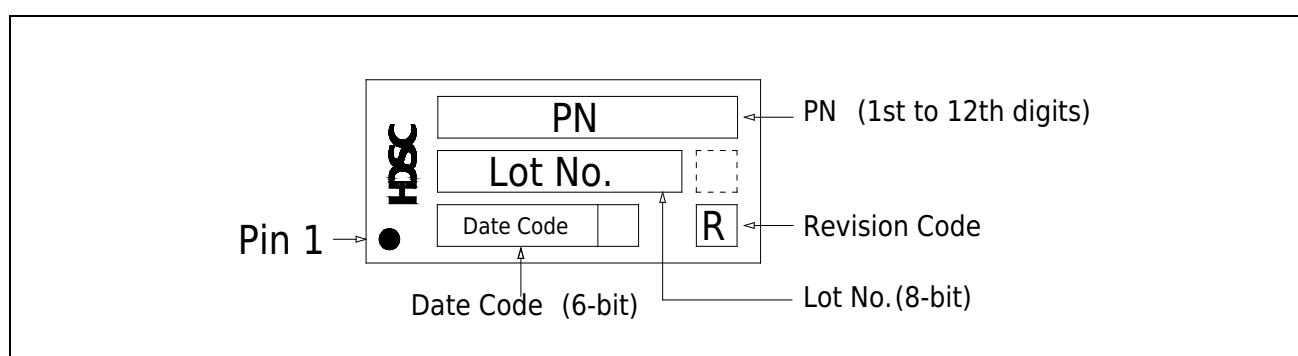 PN
PN (1st to 12th digits)
HDSC
Lot No.
Date Code
R
Revision Code
Pin 1
Date Code (6-bit)
Lot No.(8-bit)